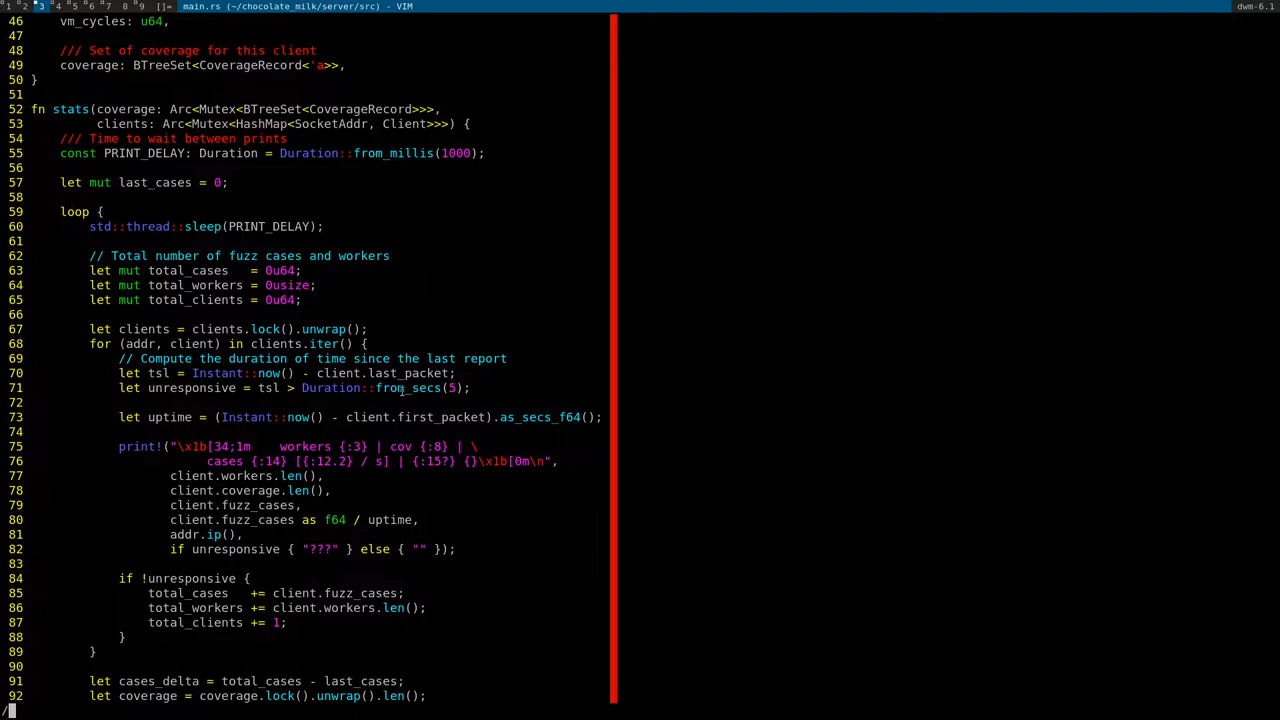 1 2 3 4 5 6 7 8 9 []= main.rs (~/chocolate_milk/server/src) - VIM dwm-6.1
46     vm_cycles: u64,
47
48     /// Set of coverage for this client
49     coverage: BTreeSet<CoverageRecord<'a>>,
50 }
51
52 fn stats(coverage: Arc<Mutex<BTreeSet<CoverageRecord>>>,
53          clients: Arc<Mutex<HashMap<SocketAddr, Client>>>) {
54     /// Time to wait between prints
55     const PRINT_DELAY: Duration = Duration::from_millis(1000);
56
57     let mut last_cases = 0;
58
59     loop {
60         std::thread::sleep(PRINT_DELAY);
61
62         // Total number of fuzz cases and workers
63         let mut total_cases   = 0u64;
64         let mut total_workers = 0usize;
65         let mut total_clients = 0u64;
66
67         let clients = clients.lock().unwrap();
68         for (addr, client) in clients.iter() {
69             // Compute the duration of time since the last report
70             let tsl = Instant::now() - client.last_packet;
71             let unresponsive = tsl > Duration::from_secs(5);
72
73             let uptime = (Instant::now() - client.first_packet).as_secs_f64();
74
75             print!("\x1b[34;1m    workers {:3} | cov {:8} | \
76                         cases {:14} [{:12.2} / s] | {:15?} {}\x1b[0m\n",
77                    client.workers.len(),
78                    client.coverage.len(),
79                    client.fuzz_cases,
80                    client.fuzz_cases as f64 / uptime,
81                    addr.ip(),
82                    if unresponsive { "???" } else { "" });
83
84             if !unresponsive {
85                 total_cases   += client.fuzz_cases;
86                 total_workers += client.workers.len();
87                 total_clients += 1;
88             }
89         }
90
91         let cases_delta = total_cases - last_cases;
92         let coverage = coverage.lock().unwrap().len();
/